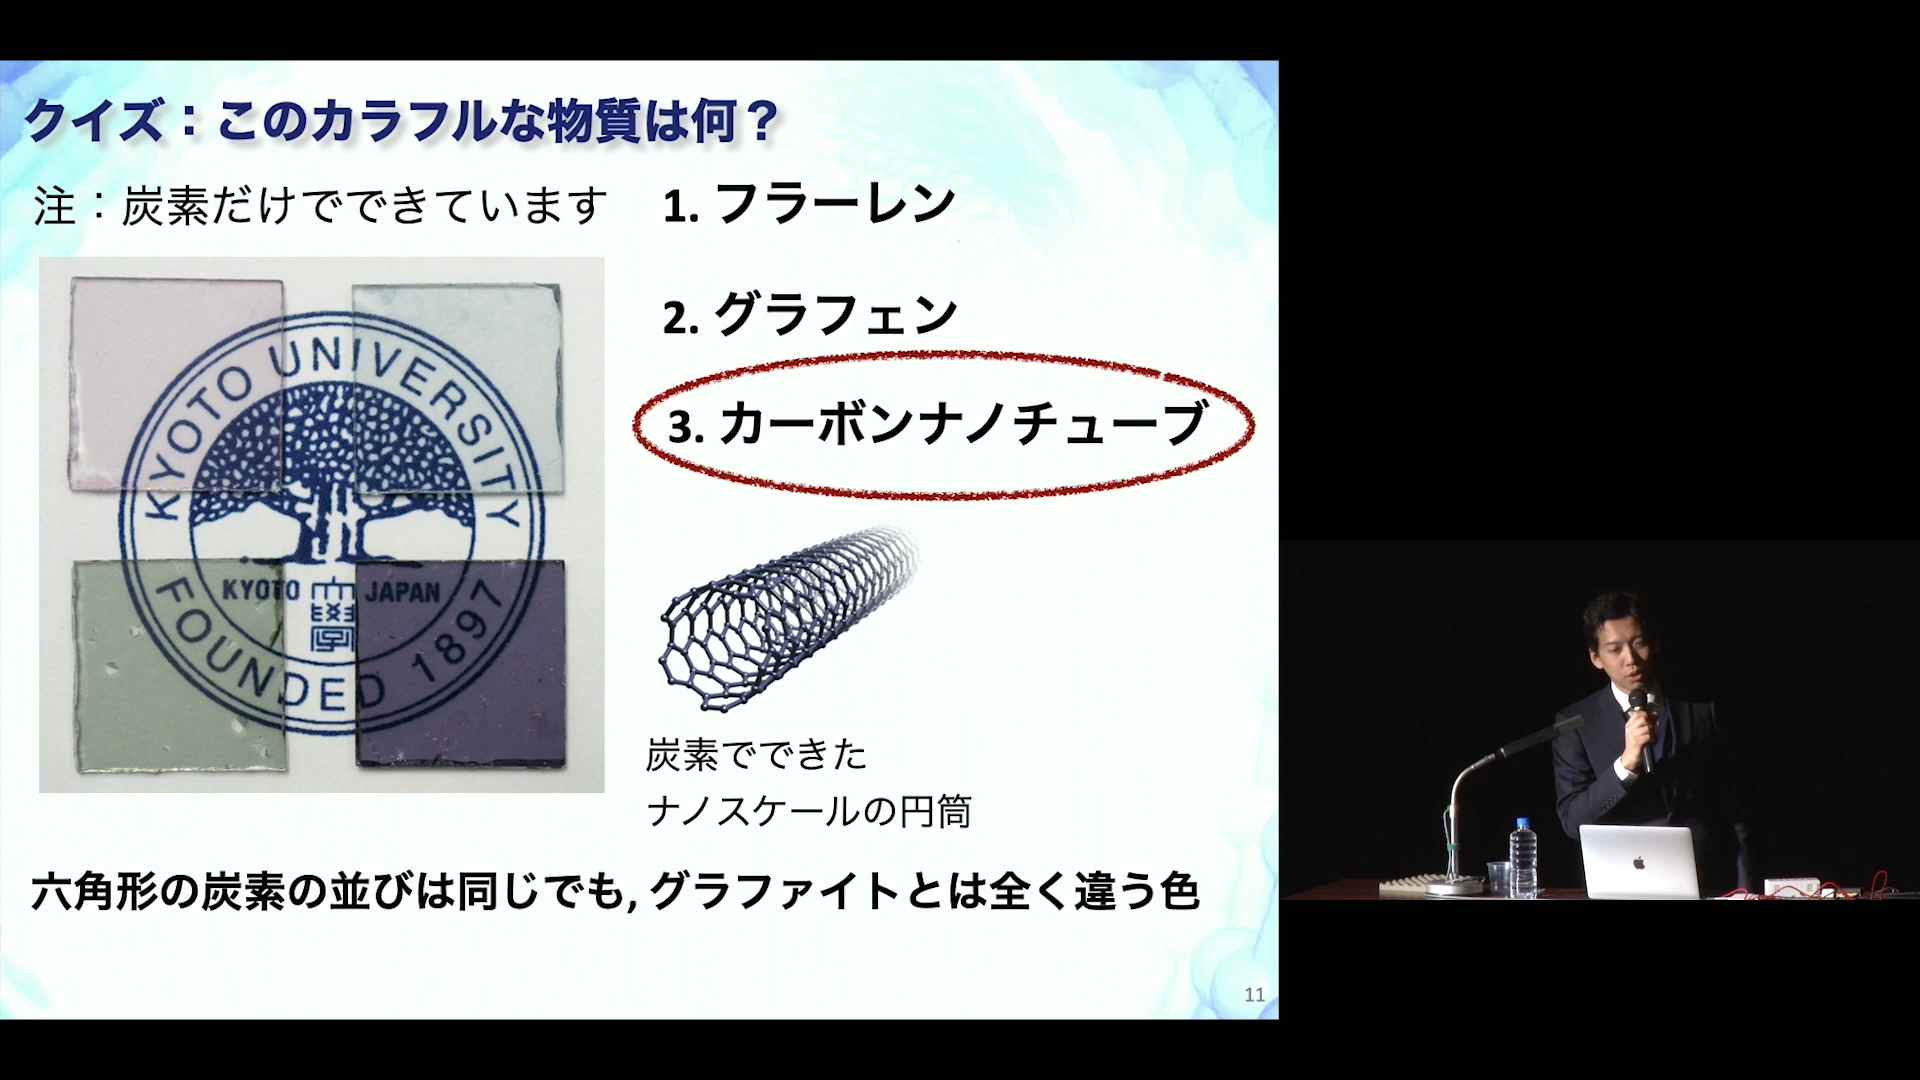 クイズ：このカラフルな物質は何？
注：炭素だけでできています
1. フラーレン
2. グラフェン
3. カーボンナノチューブ
KYOTO UNIVERSITY
KYOTO 大學 JAPAN
FOUNDED 1897
炭素でできた
ナノスケールの円筒
六角形の炭素の並びは同じでも, グラファイトとは全く違う色
11